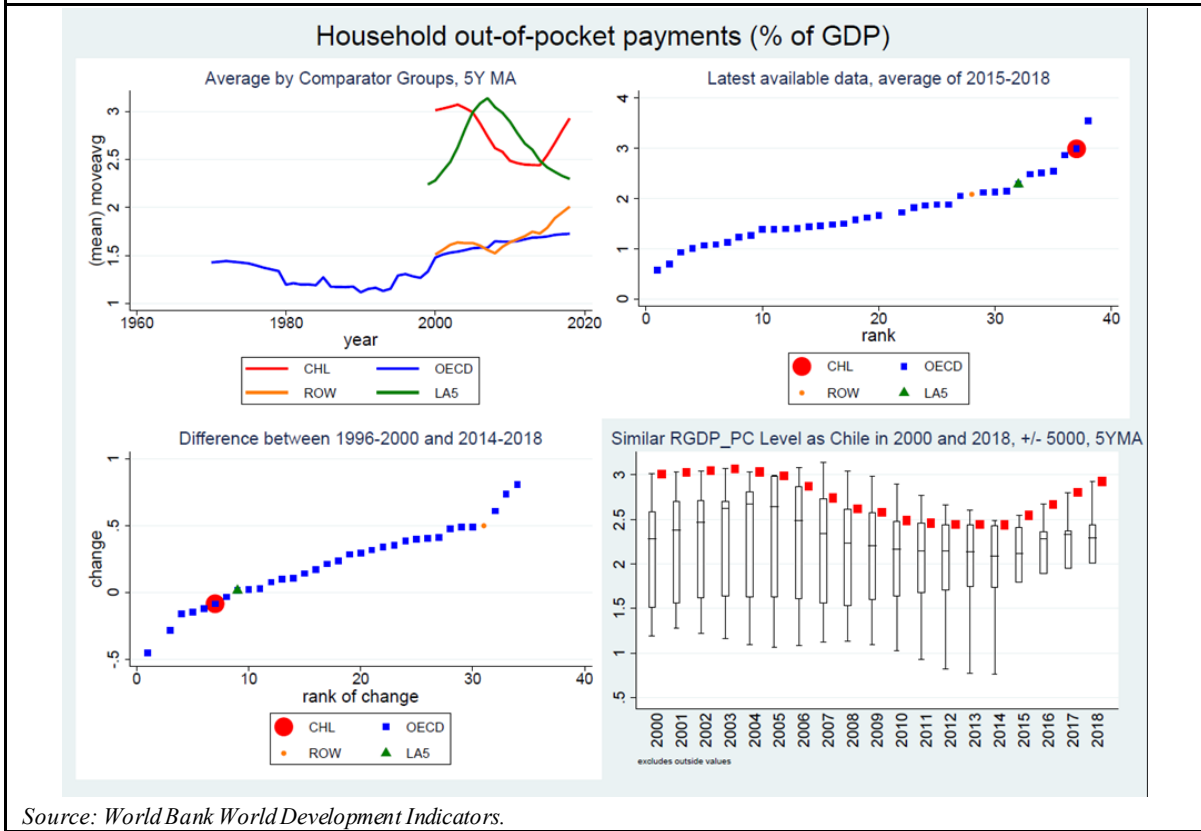 Household out-of-pocket payments (% of GDP)
Average by Comparator Groups, 5Y MA
(mean) moveavg
3
2.5
2
1.5
1
1960
1980
2000
2020
year
CHL
OECD
ROW
LA5
Latest available data, average of 2015-2018
4
3
2
1
0
0
10
20
30
40
rank
CHL
OECD
ROW
LA5
Difference between 1996-2000 and 2014-2018
change
1
.5
0
-.5
0
10
20
30
40
rank of change
CHL
OECD
ROW
LA5
Similar RGDP_PC Level as Chile in 2000 and 2018, +/- 5000, 5YMA
3
2.5
2
1.5
1
.5
2000
2001
2002
2003
2004
2005
2006
2007
2008
2009
2010
2011
2012
2013
2014
2015
2016
2017
2018
excludes outside values
Source: World Bank World Development Indicators.